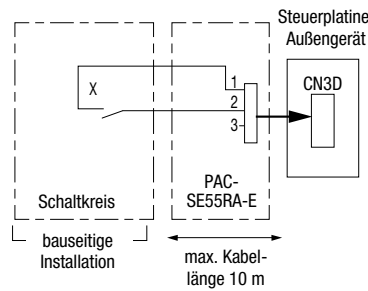 Steuerplatine
Außengerät
CN3D
X
1
2
3
Schaltkreis
PAC-
SE55RA-E
bauseitige
Installation
max. Kabel-
länge 10 m